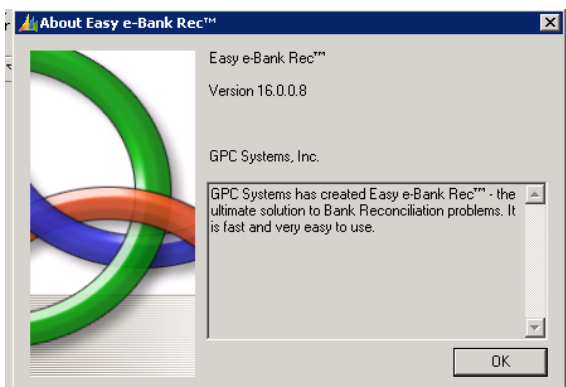 About Easy e-Bank Rec™
Easy e-Bank Rec™
Version 16.0.0.8
GPC Systems, Inc.
GPC Systems has created Easy e-Bank Rec™ - the
ultimate solution to Bank Reconciliation problems. It
is fast and very easy to use.
OK